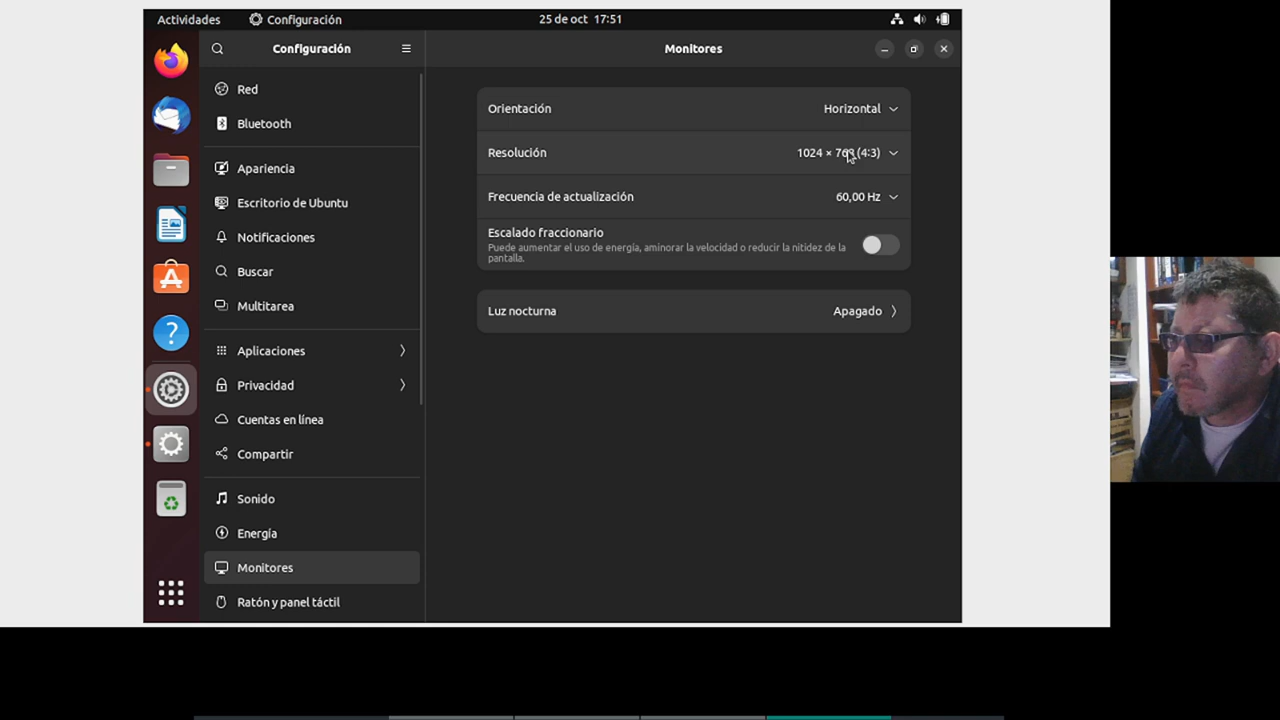 Actividades
Configuración
25 de oct 17:51
Configuración
Monitores
Red
Bluetooth
Apariencia
Escritorio de Ubuntu
Notificaciones
Buscar
Multitarea
Aplicaciones
Privacidad
Cuentas en línea
Compartir
Sonido
Energía
Monitores
Ratón y panel táctil
Orientación
Horizontal
Resolución
1024 × 768 (4:3)
Frecuencia de actualización
60,00 Hz
Escalado fraccionario
Puede aumentar el uso de energía, aminorar la velocidad o reducir la nitidez de la
pantalla.
Luz nocturna
Apagado